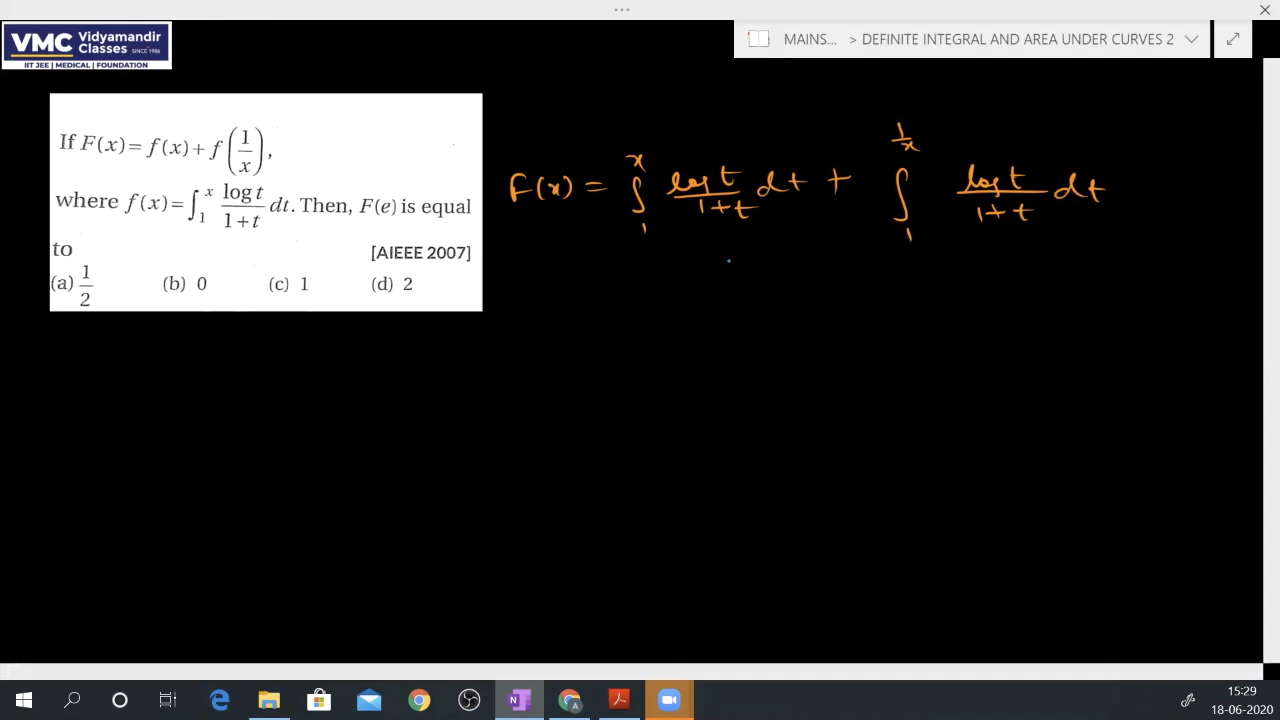 VMC Vidyamandir Classes SINCE 1986
IIT JEE | MEDICAL | FOUNDATION
MAINS... > DEFINITE INTEGRAL AND AREA UNDER CURVES 2
If F(x) = f(x) + f(1/x),
where f(x) = ∫₁ˣ log t/(1+t) dt. Then, F(e) is equal
to [AIEEE 2007]
(a) 1/2 (b) 0 (c) 1 (d) 2
F(x) = ∫₁ˣ log t/(1+t) dt + ∫₁^(1/x) log t/(1+t) dt
15:29
18-06-2020